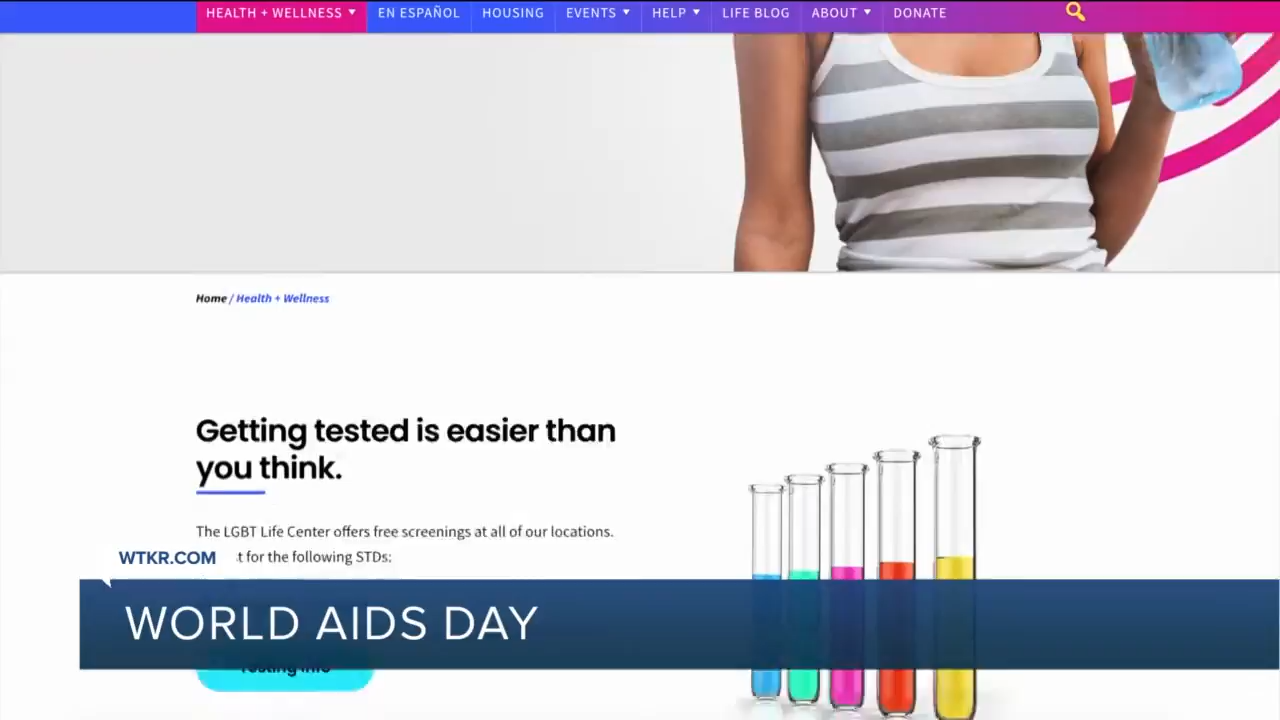 HEALTH + WELLNESS EN ESPAÑOL HOUSING EVENTS HELP LIFE BLOG ABOUT DONATE
Home / Health + Wellness
Getting tested is easier than
you think.
The LGBT Life Center offers free screenings at all of our locations.
t for the following STDs:
WTKR.COM
WORLD AIDS DAY